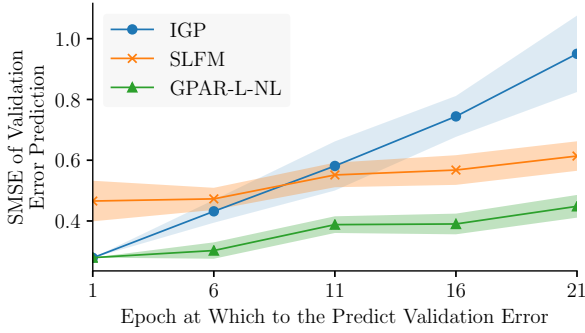 IGP
SLFM
GPAR-L-NL
SMSE of Validation
Error Prediction
1.0
0.8
0.6
0.4
1 6 11 16 21
Epoch at Which to the Predict Validation Error